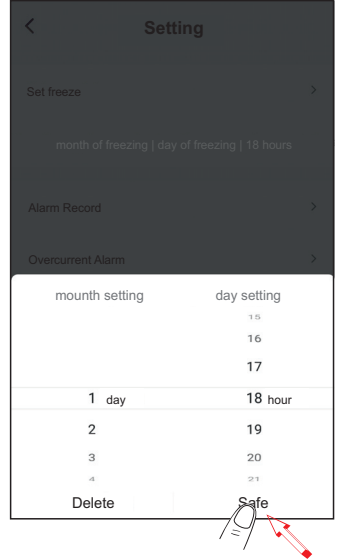 Setting
Set freeze
month of freezing | day of freezing | 18 hours
Alarm Record
Overcurrent Alarm
mounth setting day setting
15
16
17
1 day 18 hour
2 19
3 20
4 21
Delete Safe